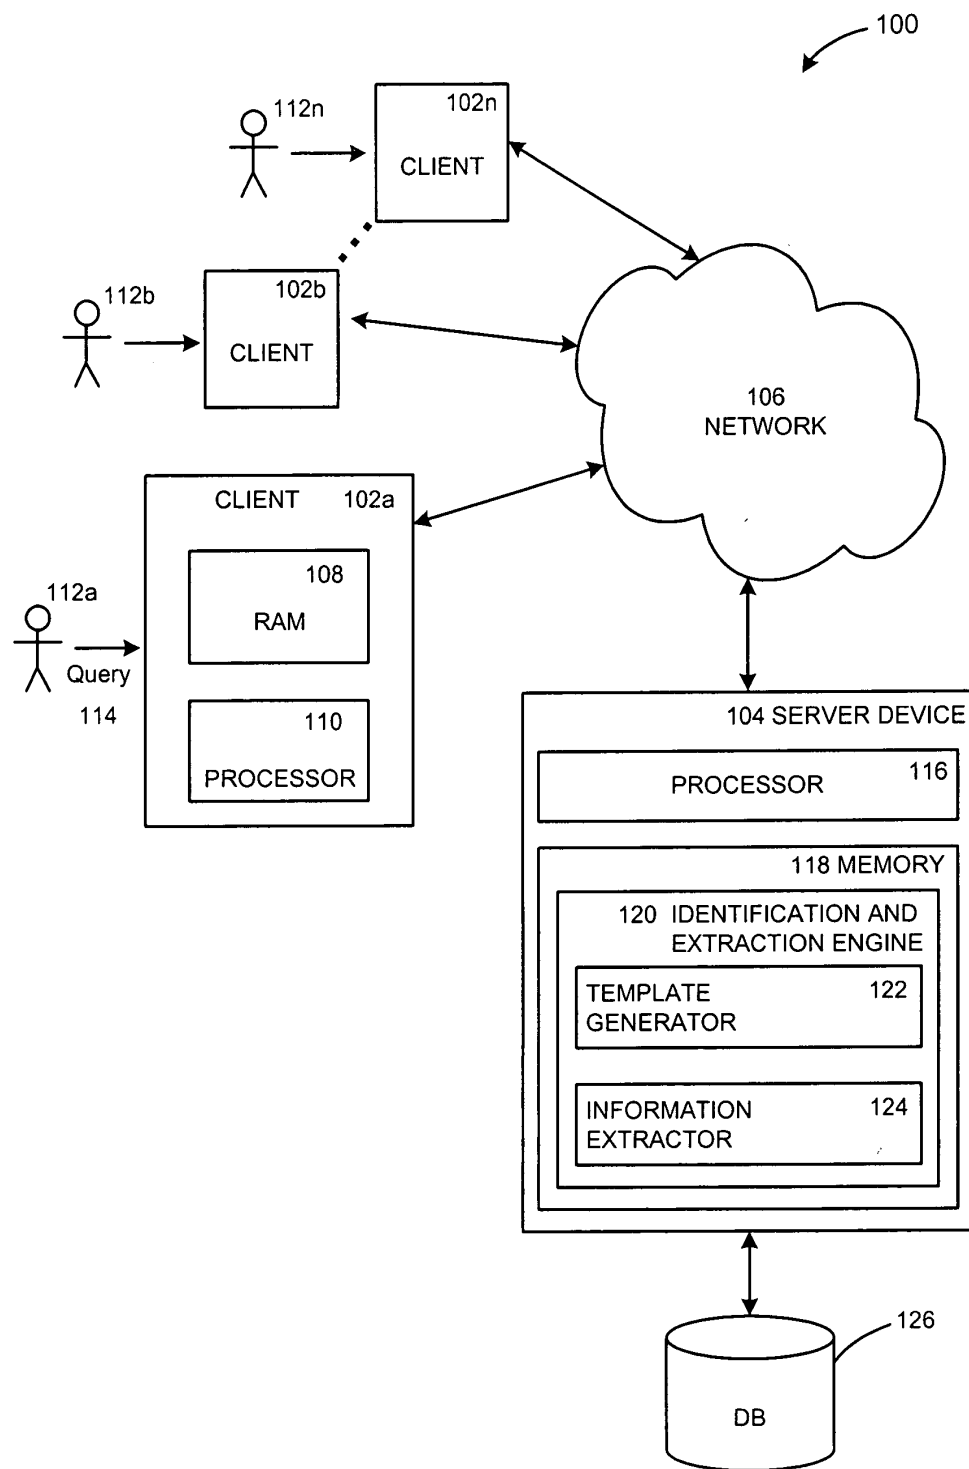 100
112n
102n
CLIENT
112b
102b
CLIENT
106
NETWORK
CLIENT 102a
108
RAM
112a
Query
114
110
PROCESSOR
104 SERVER DEVICE
PROCESSOR 116
118 MEMORY
120 IDENTIFICATION AND
EXTRACTION ENGINE
TEMPLATE 122
GENERATOR
INFORMATION 124
EXTRACTOR
126
DB